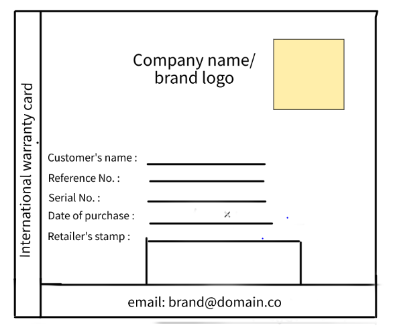 International warranty card
Company name/
brand logo
Customer's name :
Reference No. :
Serial No. :
Date of purchase :
Retailer's stamp :
email: brand@domain.co